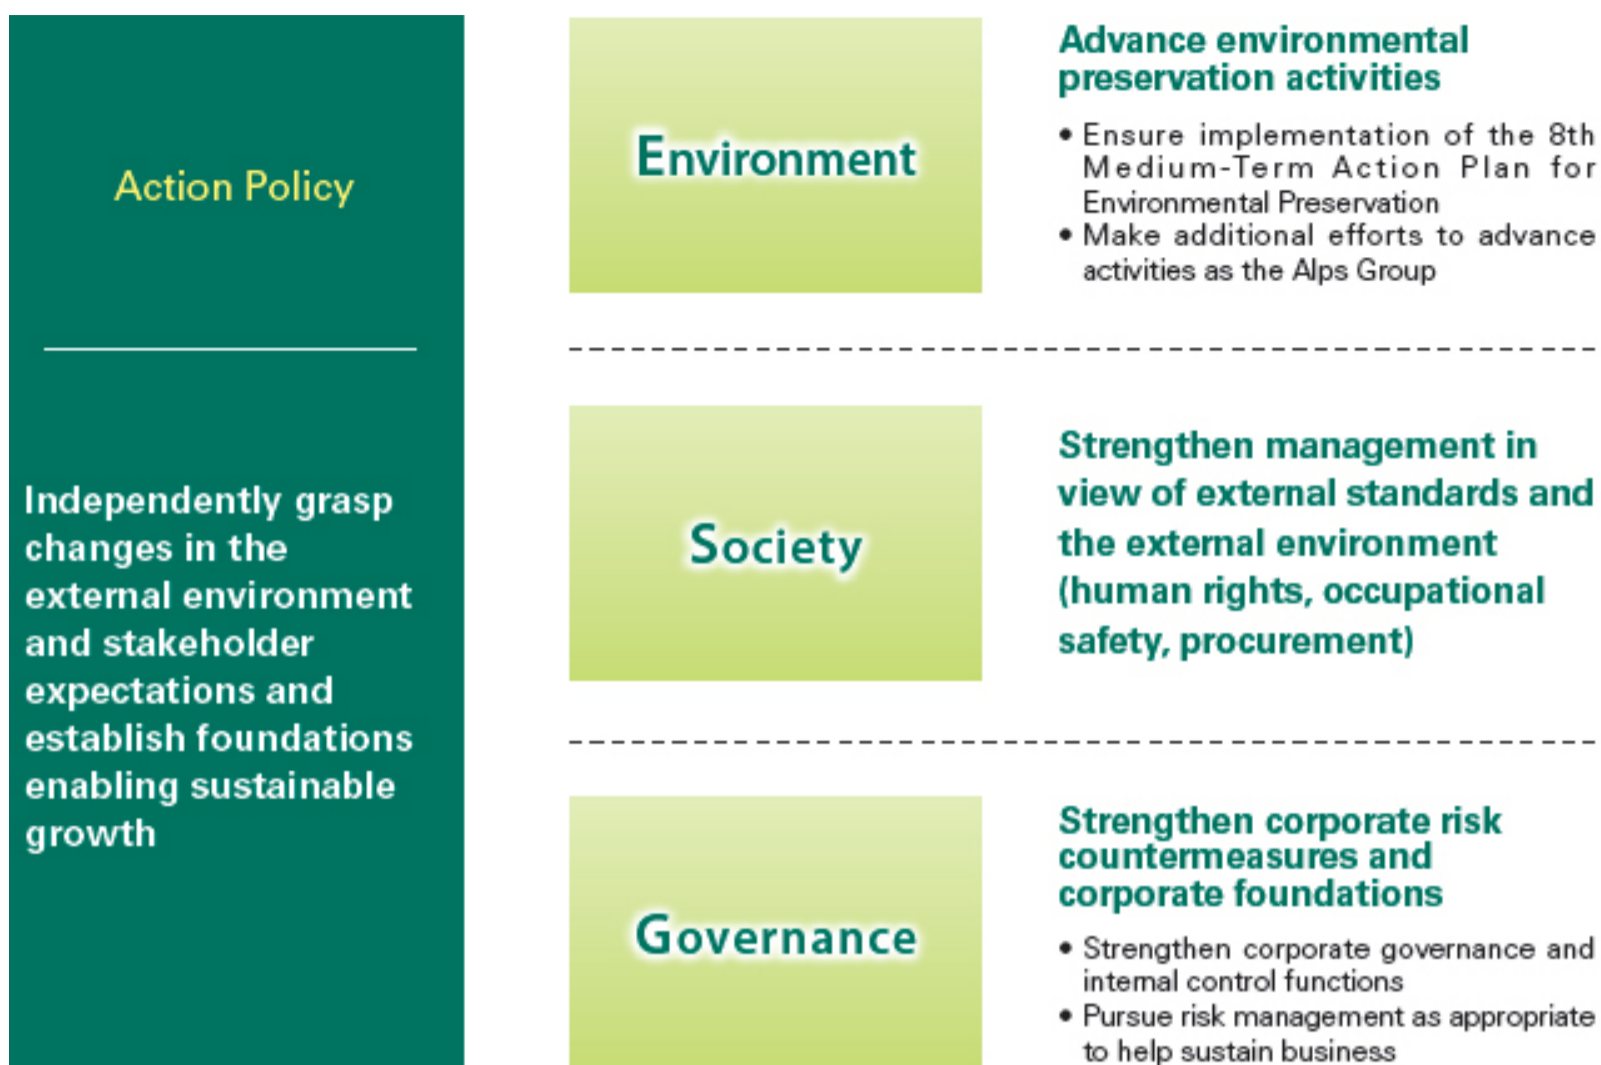 Action Policy
Independently grasp
changes in the
external environment
and stakeholder
expectations and
establish foundations
enabling sustainable
growth
Environment
Advance environmental
preservation activities
• Ensure implementation of the 8th
Medium-Term Action Plan for
Environmental Preservation
• Make additional efforts to advance
activities as the Alps Group
Society
Strengthen management in
view of external standards and
the external environment
(human rights, occupational
safety, procurement)
Governance
Strengthen corporate risk
countermeasures and
corporate foundations
• Strengthen corporate governance and
internal control functions
• Pursue risk management as appropriate
to help sustain business